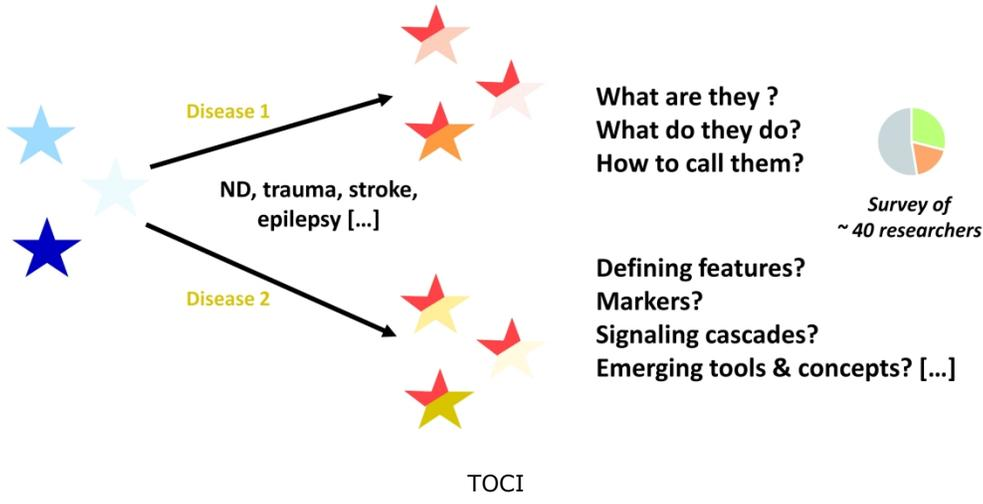 Disease 1
ND, trauma, stroke,
epilepsy [...]
Disease 2
What are they ?
What do they do?
How to call them?
Survey of
~ 40 researchers
Defining features?
Markers?
Signaling cascades?
Emerging tools & concepts? [...]
TOCI